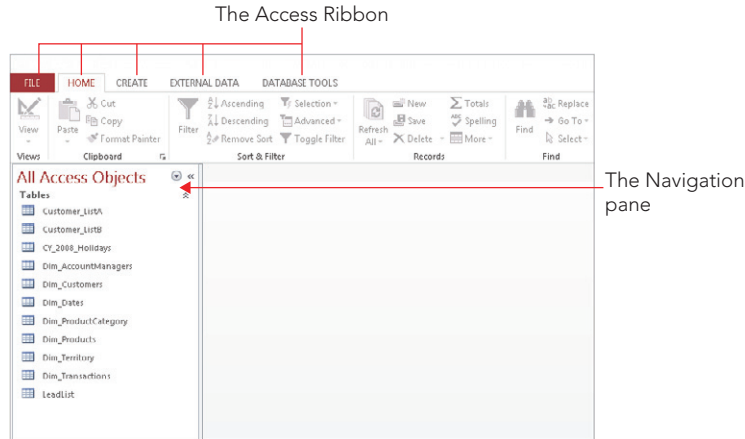 The Access Ribbon
FILE HOME CREATE EXTERNAL DATA DATABASE TOOLS
View
Views
Paste
Cut
Copy
Format Painter
Clipboard
Filter
Ascending
Descending
Remove Sort
Selection
Advanced
Toggle Filter
Sort & Filter
Refresh
All
New
Save
Delete
Totals
Spelling
More
Records
Find
Replace
Go To
Select
Find
All Access Objects
Tables
Customer_ListA
Customer_ListB
CY_2008_Holidays
Dim_AccountManagers
Dim_Customers
Dim_Dates
Dim_ProductCategory
Dim_Products
Dim_Territory
Dim_Transactions
LeadList
The Navigation
pane